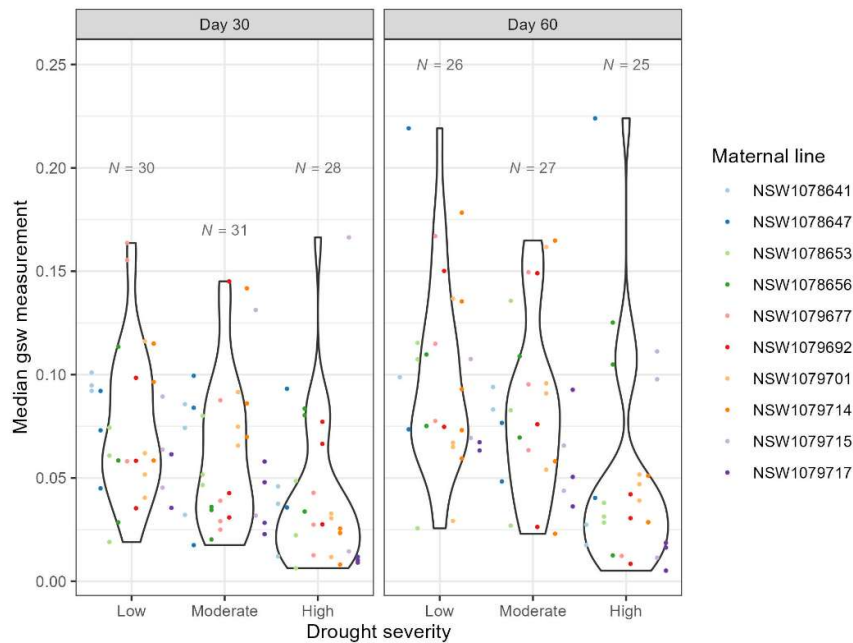 Day 30
Day 60
0.25
0.20
0.15
0.10
0.05
0.00
Median gsw measurement
N = 30
N = 31
N = 28
N = 26
N = 27
N = 25
Low
Moderate
High
Low
Moderate
High
Drought severity
Maternal line
NSW1078641
NSW1078647
NSW1078653
NSW1078656
NSW1079677
NSW1079692
NSW1079701
NSW1079714
NSW1079715
NSW1079717